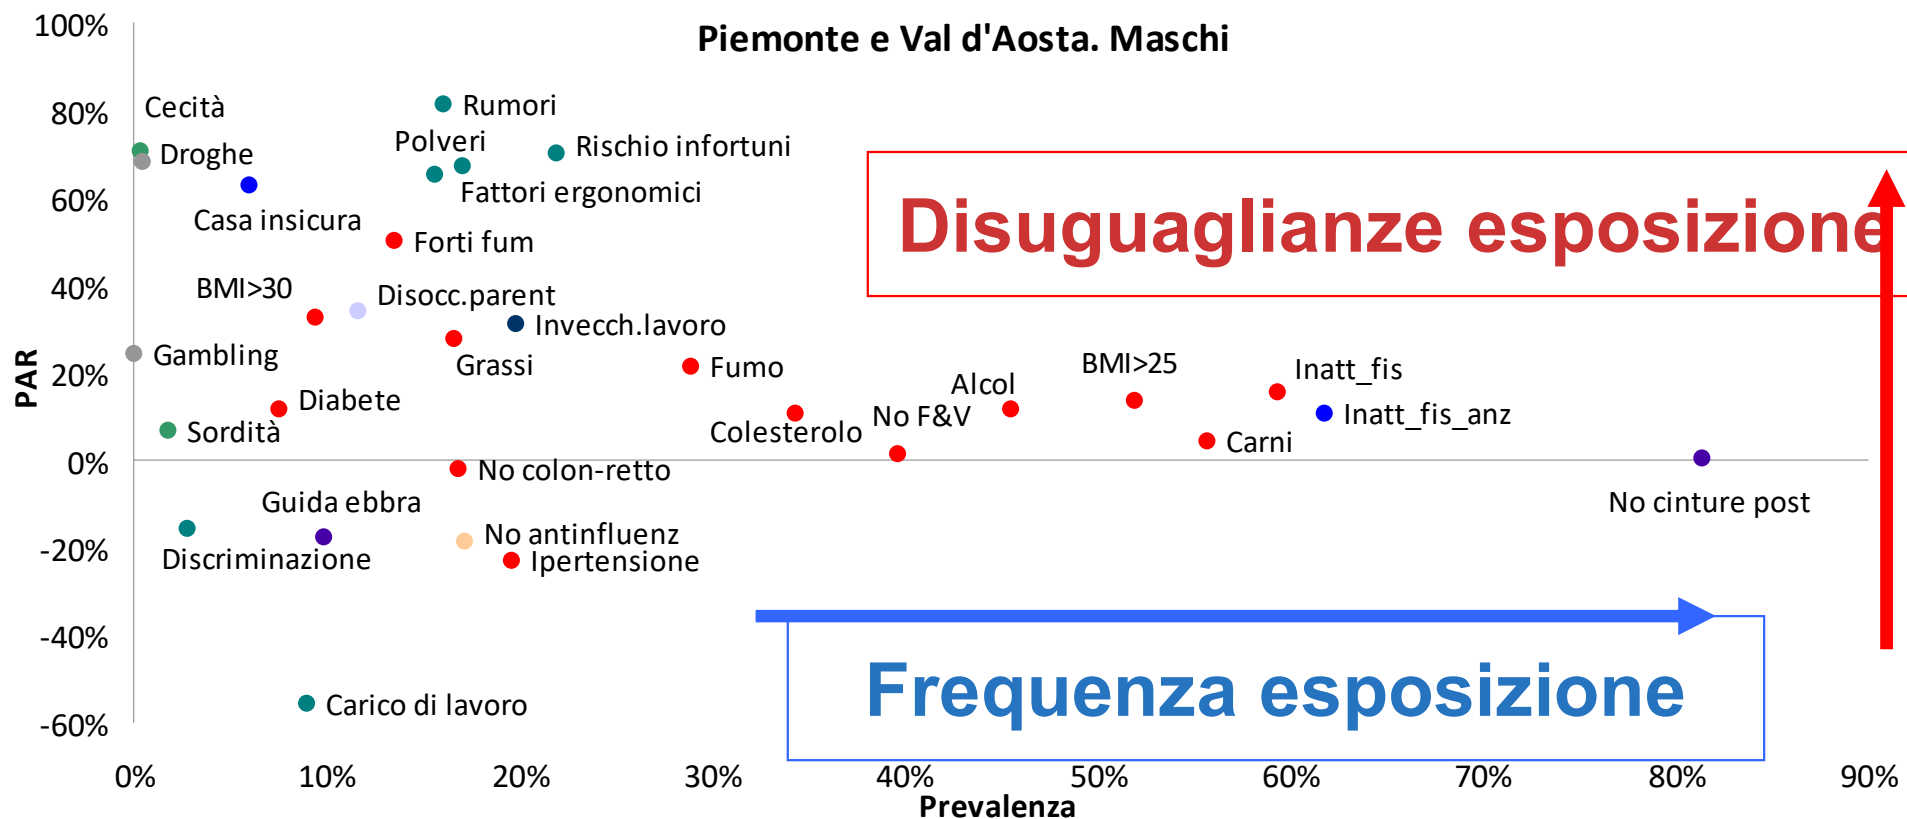 Piemonte e Val d'Aosta. Maschi
100%
80%
60%
40%
20%
0%
-20%
-40%
-60%
PAR
Cecità
Droghe
Rumori
Polveri
Rischio infortuni
Fattori ergonomici
Casa insicura
Forti fum
BMI>30
Disocc.parent
Invecch.lavoro
Gambling
Grassi
Fumo
BMI>25
Inatt_fis
Alcol
Diabete
No F&V
Inatt_fis_anz
Sordità
Colesterolo
Carni
No colon-retto
Guida ebbra
No cinture post
No antinfluenz
Discriminazione
Ipertensione
Carico di lavoro
Disuguaglianze esposizione
Frequenza esposizione
0%
10%
20%
30%
40%
50%
60%
70%
80%
90%
Prevalenza